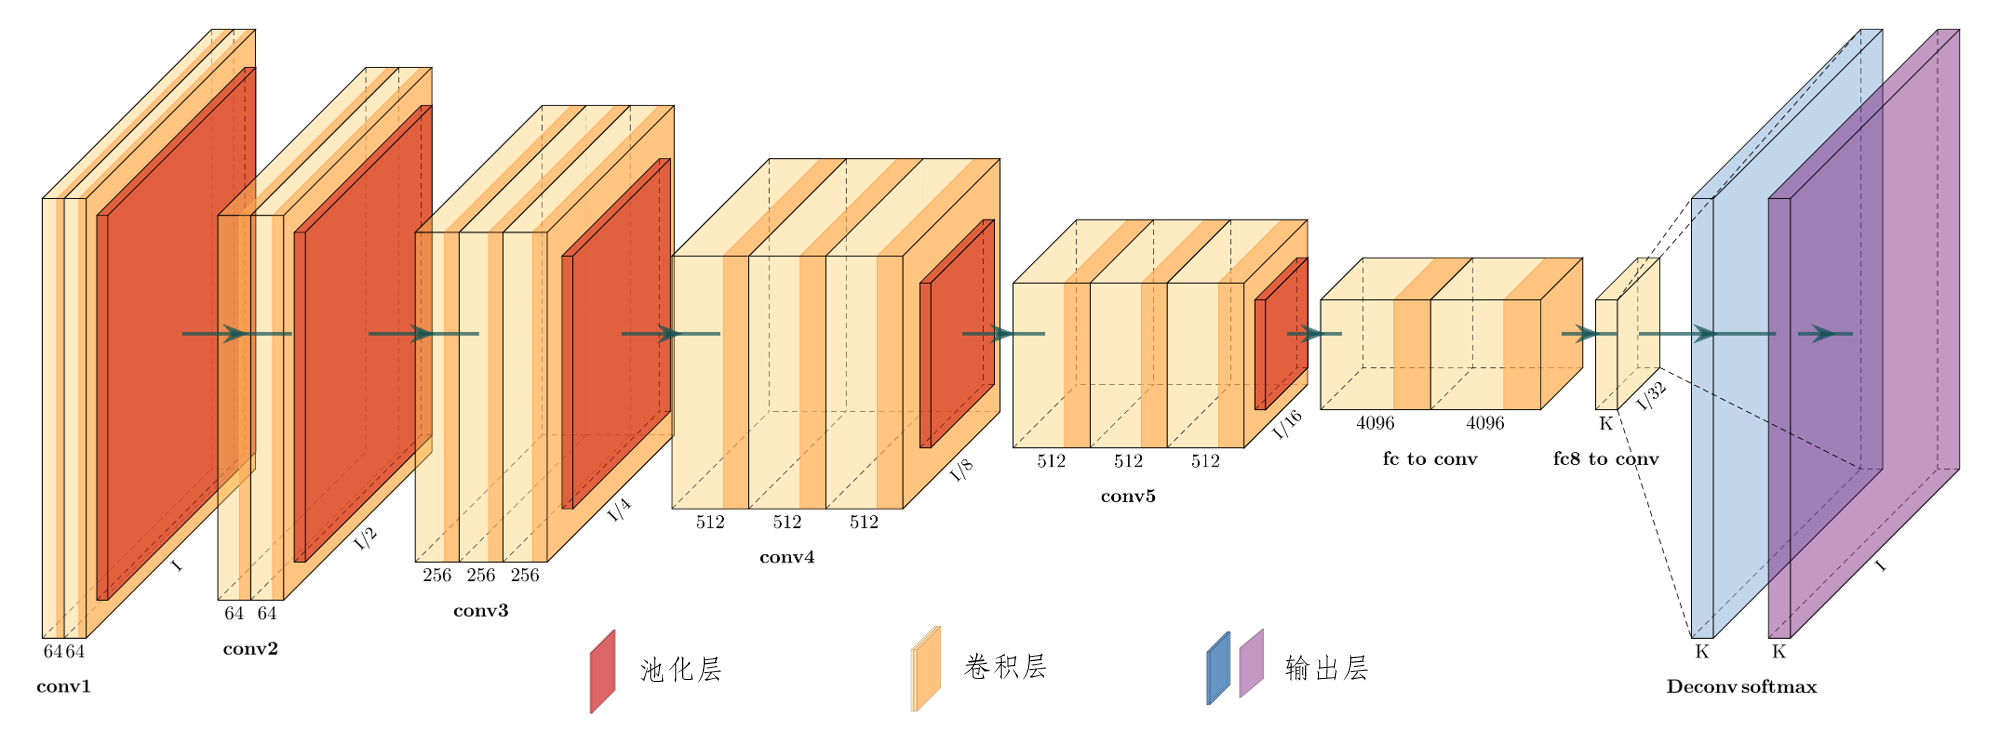 64 64
I
conv1
64 64
I/2
conv2
256 256 256
I/4
conv3
512 512 512
I/8
conv4
512 512 512
I/16
conv5
4096 4096
fc to conv
K
I/32
fc8 to conv
K
K
I
Deconv softmax
池化层
卷积层
输出层